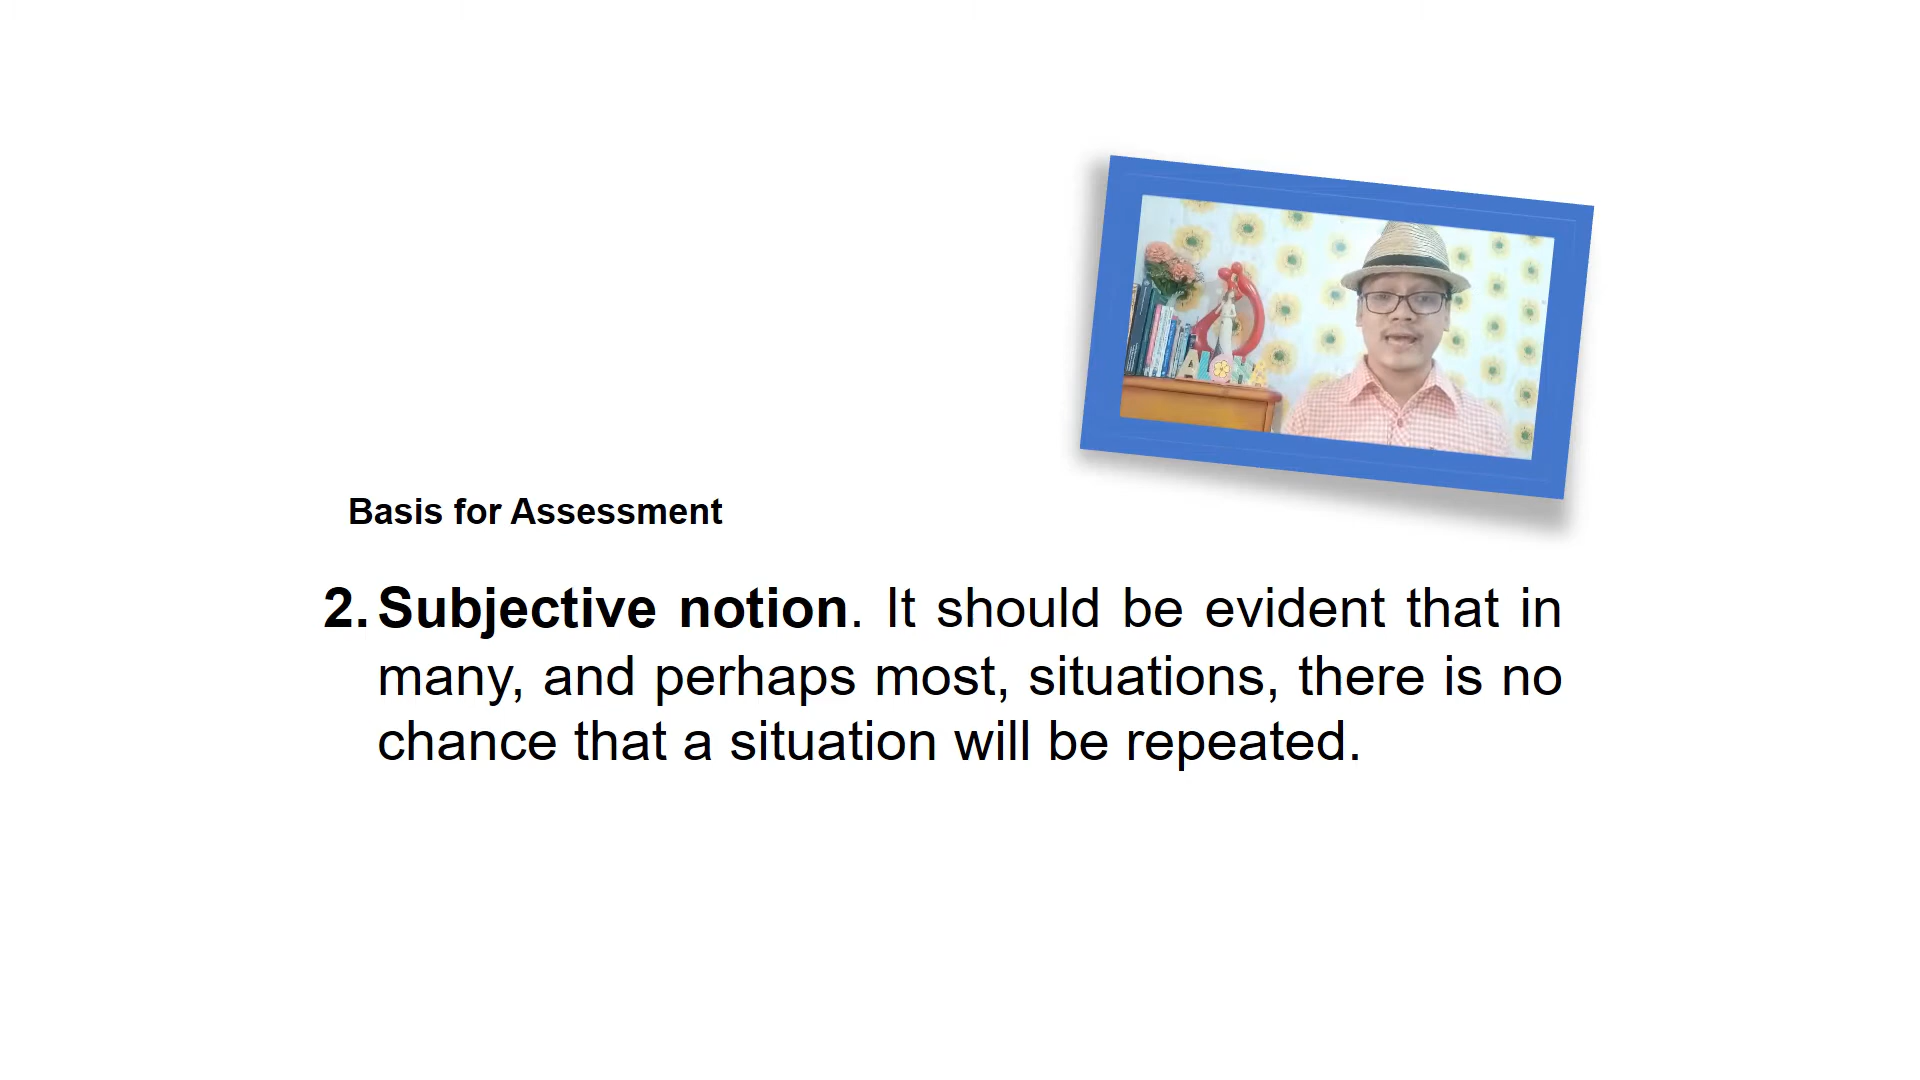 ALOHA
Basis for Assessment
2. Subjective notion. It should be evident that in
many, and perhaps most, situations, there is no
chance that a situation will be repeated.